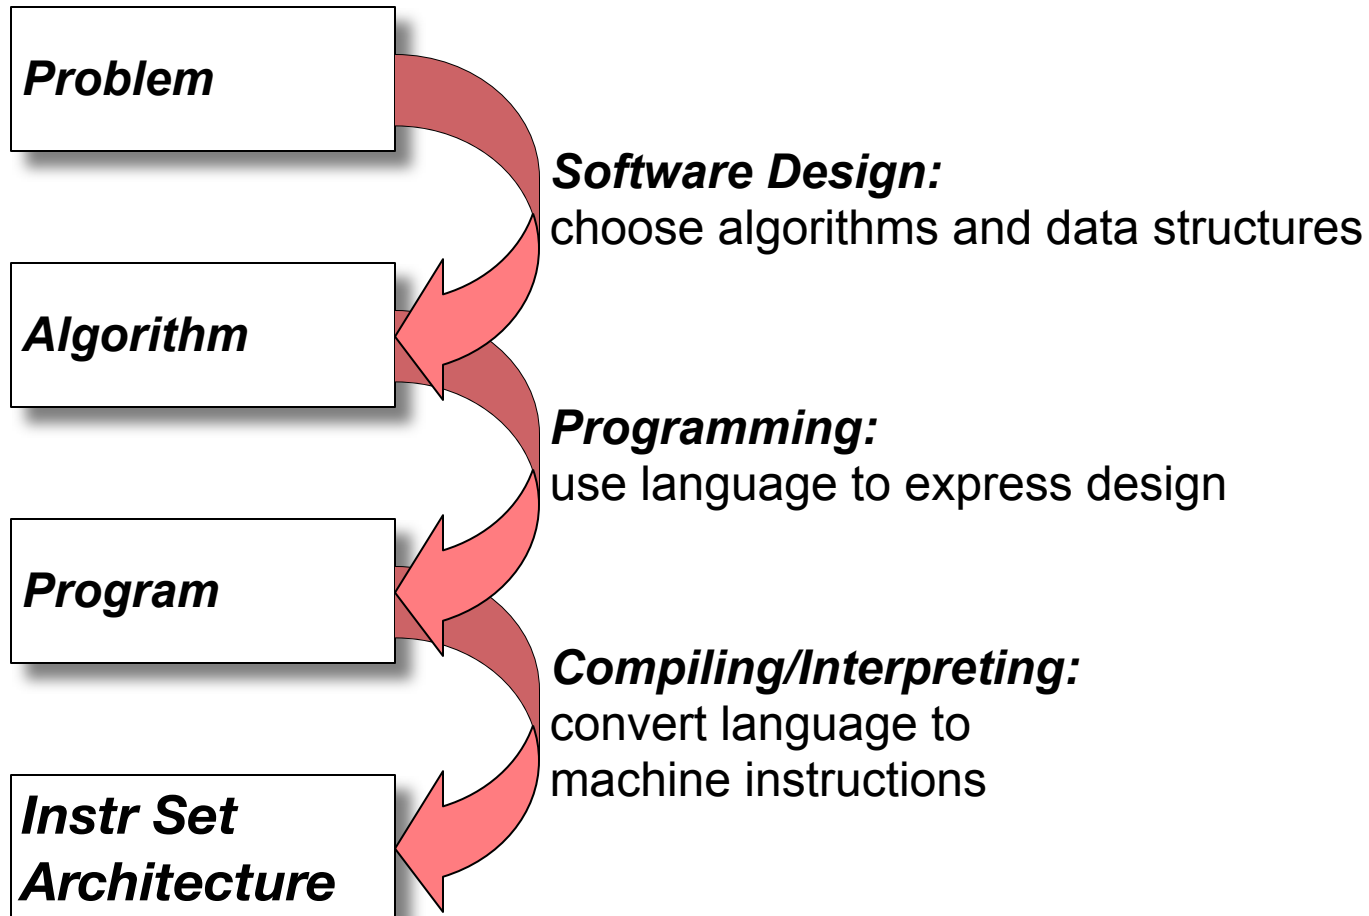 Problem
Software Design:
choose algorithms and data structures
Algorithm
Programming:
use language to express design
Program
Compiling/Interpreting:
convert language to
machine instructions
Instr Set
Architecture